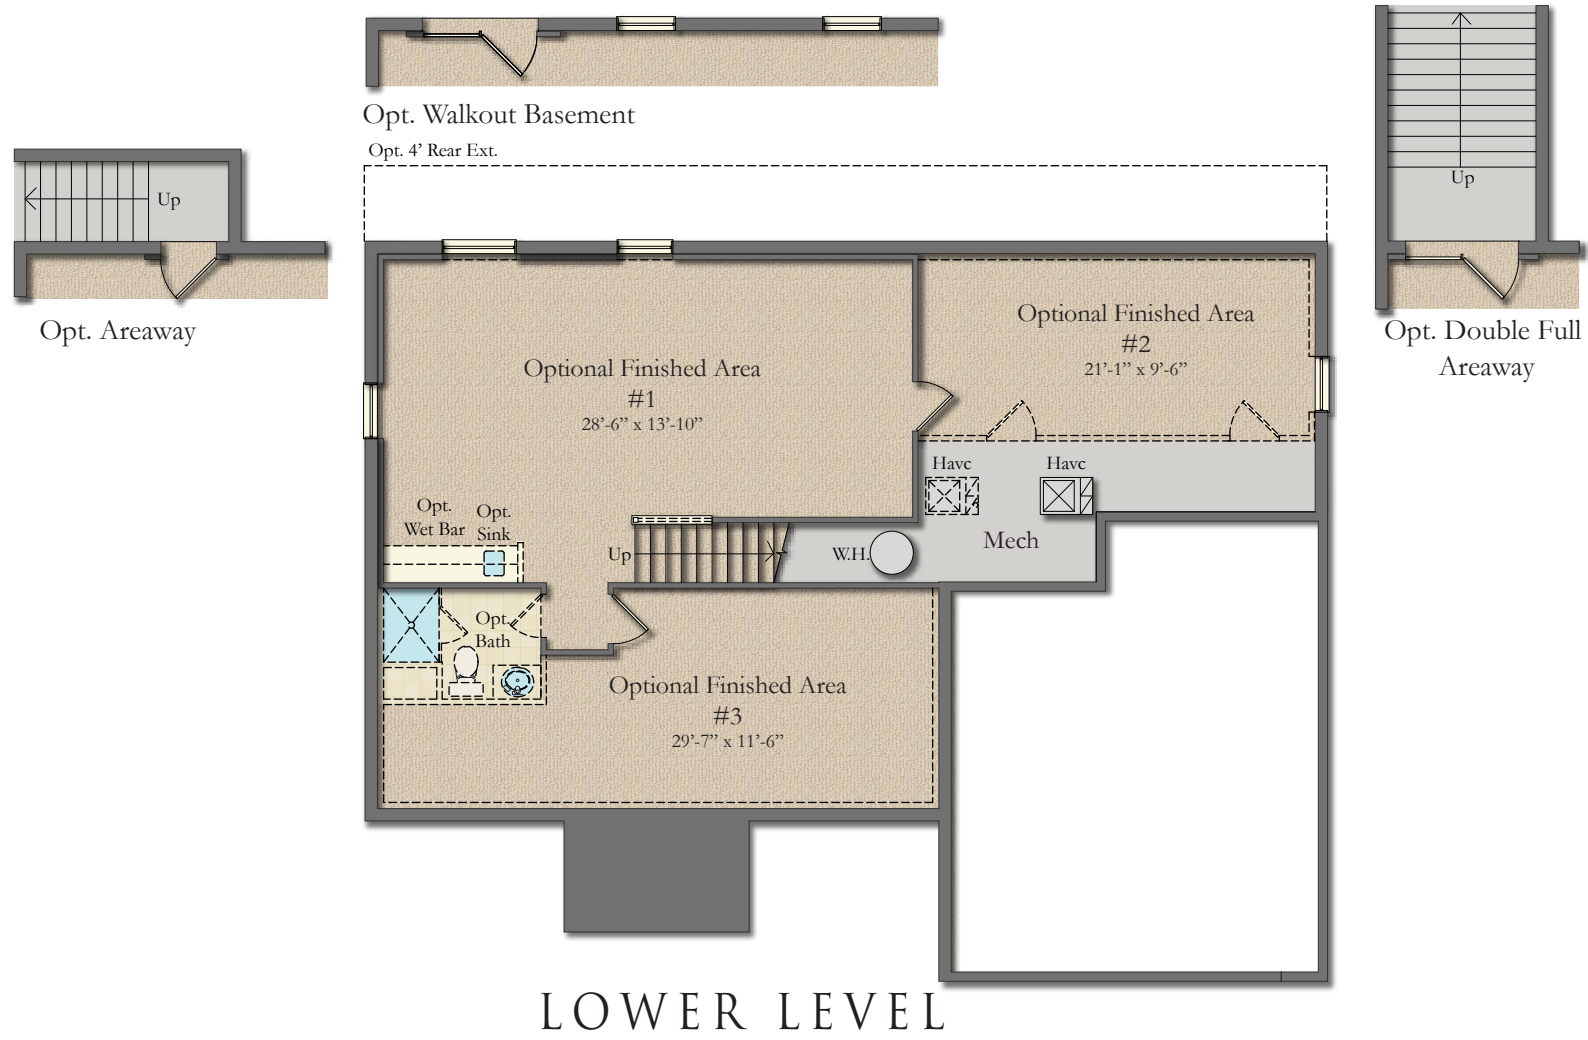 Opt. Walkout Basement
Opt. 4’ Rear Ext.
Up
Opt. Areaway
Up
Opt. Double Full
Areaway
Optional Finished Area
#1
28’-6” x 13’-10”
Optional Finished Area
#2
21’-1” x 9’-6”
Havc
Havc
Mech
W.H.
Up
Opt.
Wet Bar
Opt.
Sink
Opt.
Bath
Optional Finished Area
#3
29’-7” x 11’-6”
LOWER LEVEL